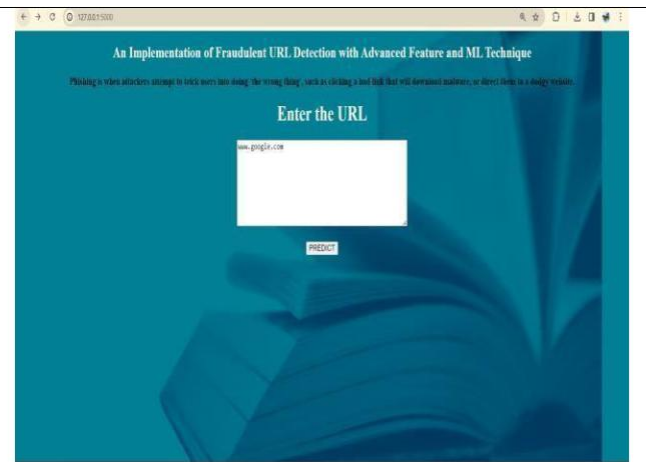 127.0.0.1:5000
An Implementation of Fraudulent URL Detection with Advanced Feature and ML Technique
Phishing is when attackers attempt to trick users into doing 'the wrong thing', such as clicking a bad link that will download malware, or direct them to a dodgy website.
Enter the URL
www.google.com
PREDICT